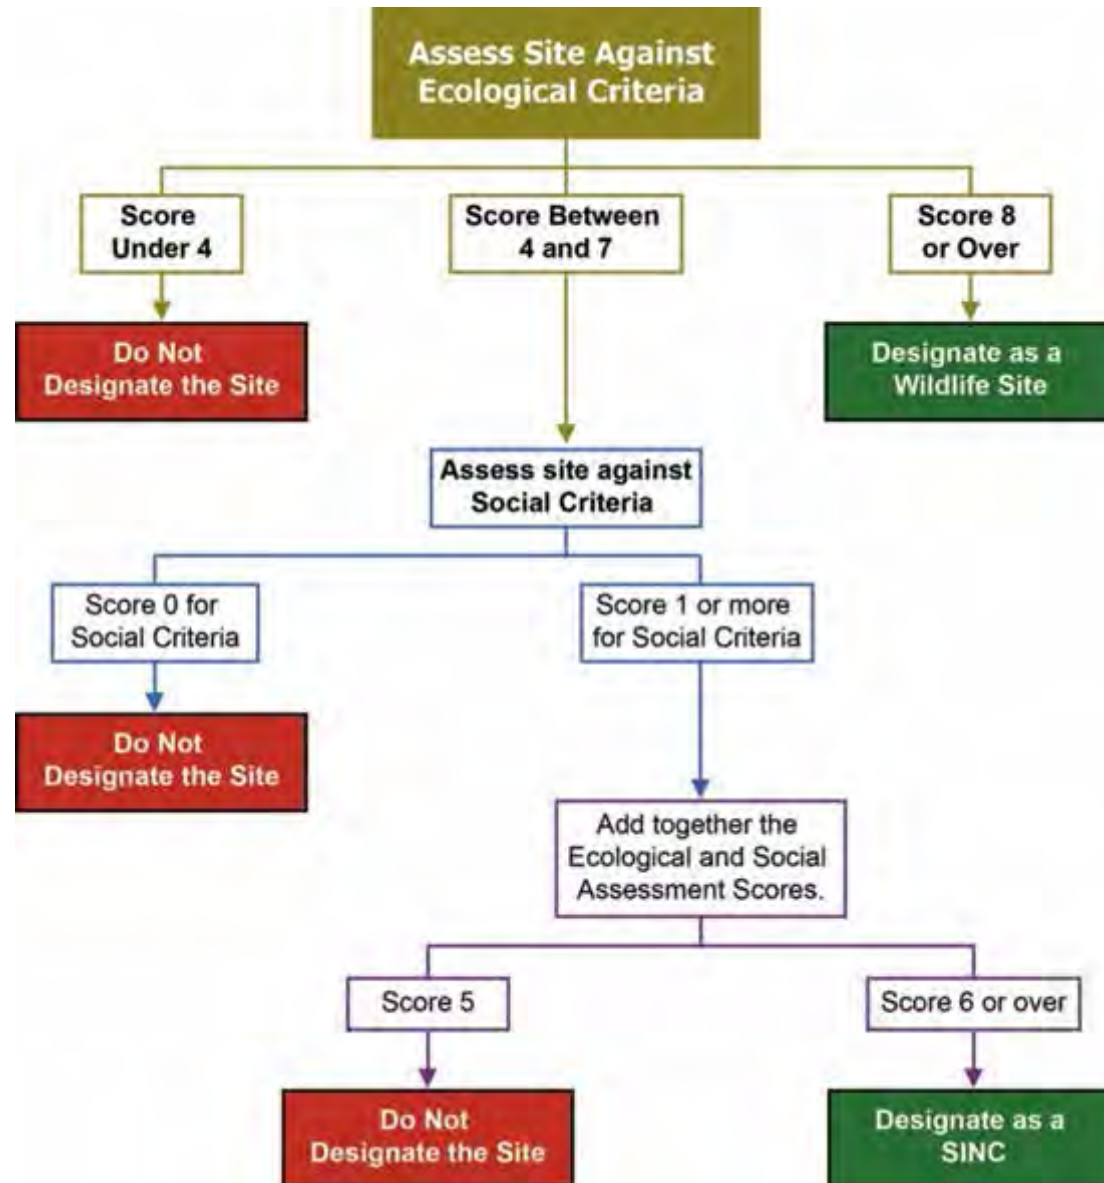 Assess Site Against
Ecological Criteria
Score
Under 4
Score Between
4 and 7
Score 8
or Over
Do Not
Designate the Site
Designate as a
Wildlife Site
Assess site against
Social Criteria
Score 0 for
Social Criteria
Score 1 or more
for Social Criteria
Do Not
Designate the Site
Add together the
Ecological and Social
Assessment Scores.
Score 5
Score 6 or over
Do Not
Designate the Site
Designate as a
SINC